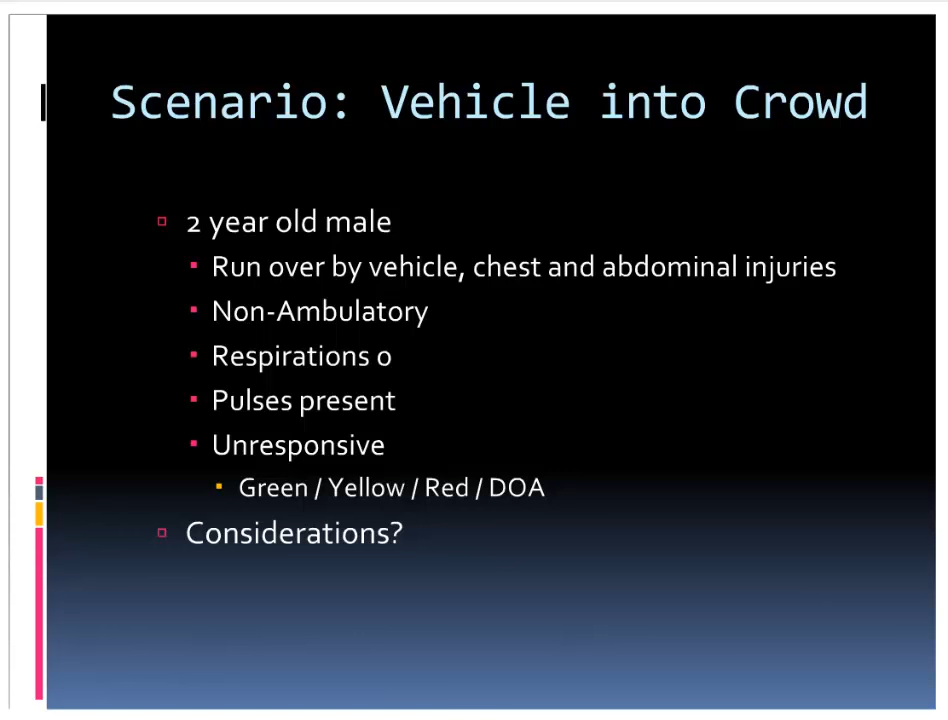 Scenario: Vehicle into Crowd
2 year old male
Run over by vehicle, chest and abdominal injuries
Non-Ambulatory
Respirations 0
Pulses present
Unresponsive
Green / Yellow / Red / DOA
Considerations?